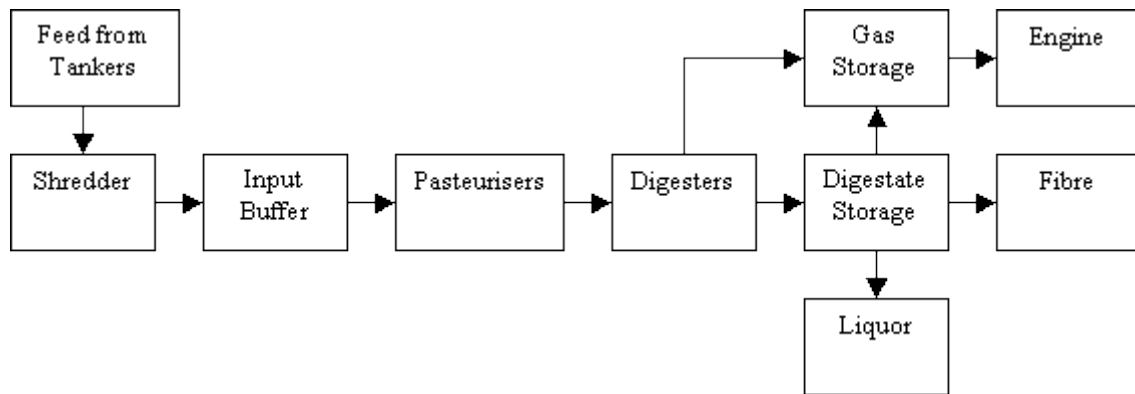 Feed from
Tankers
Gas
Storage
Engine
Shredder
Input
Buffer
Pasteurisers
Digesters
Digestate
Storage
Fibre
Liquor